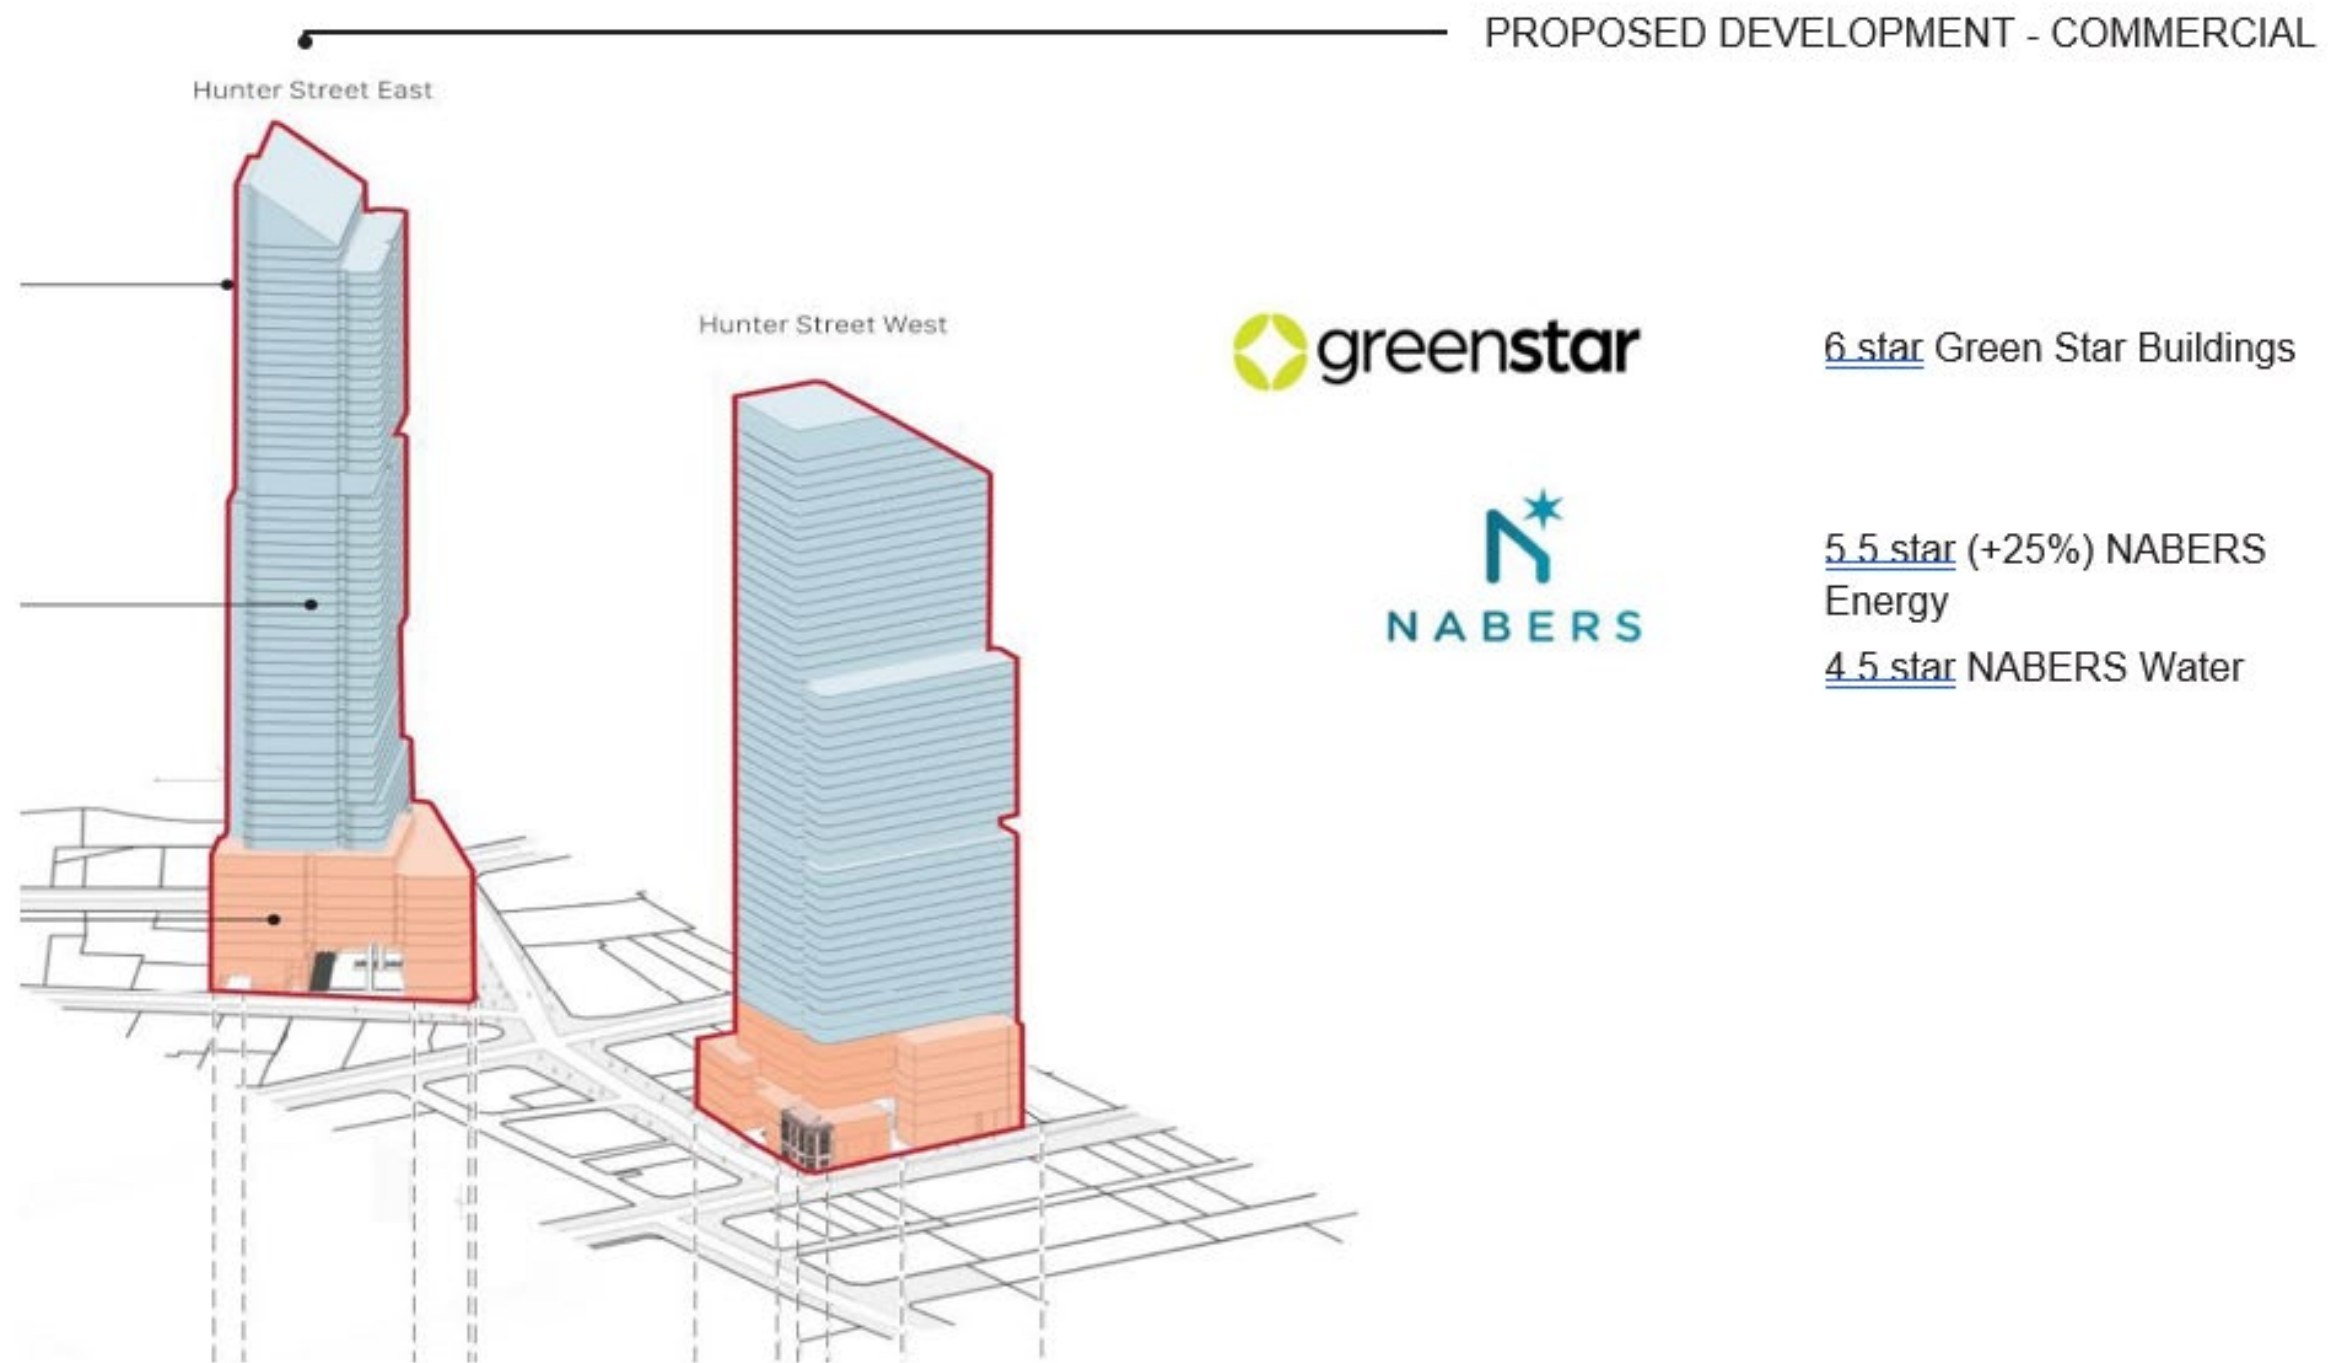 PROPOSED DEVELOPMENT - COMMERCIAL
Hunter Street East
Hunter Street West
greenstar
6 star Green Star Buildings
NABERS
5.5 star (+25%) NABERS
Energy
4.5 star NABERS Water